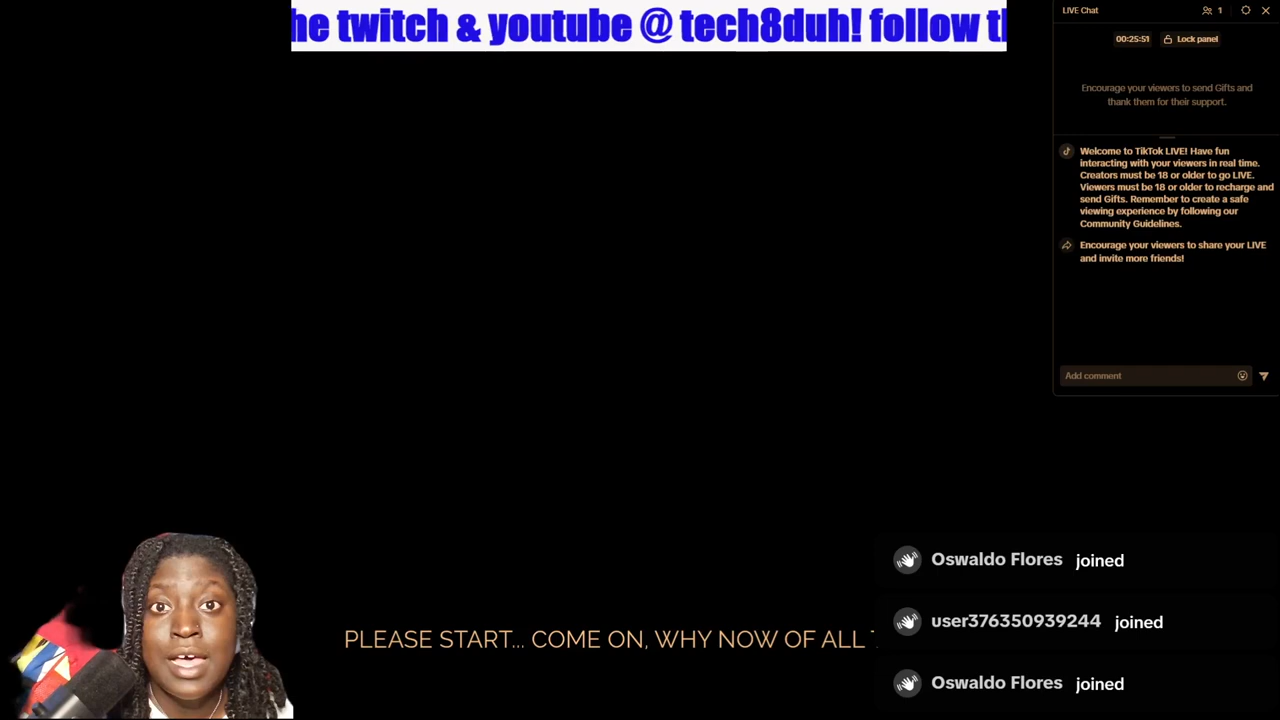 he twitch & youtube @ tech8duh! follow t
LIVE Chat
1
00:25:51
Lock panel
Encourage your viewers to send Gifts and
thank them for their support.
Welcome to TikTok LIVE! Have fun
interacting with your viewers in real time.
Creators must be 18 or older to go LIVE.
Viewers must be 18 or older to recharge and
send Gifts. Remember to create a safe
viewing experience by following our
Community Guidelines.
Encourage your viewers to share your LIVE
and invite more friends!
Add comment
Oswaldo Flores joined
user376350939244 joined
PLEASE START... COME ON, WHY NOW OF ALL
Oswaldo Flores joined